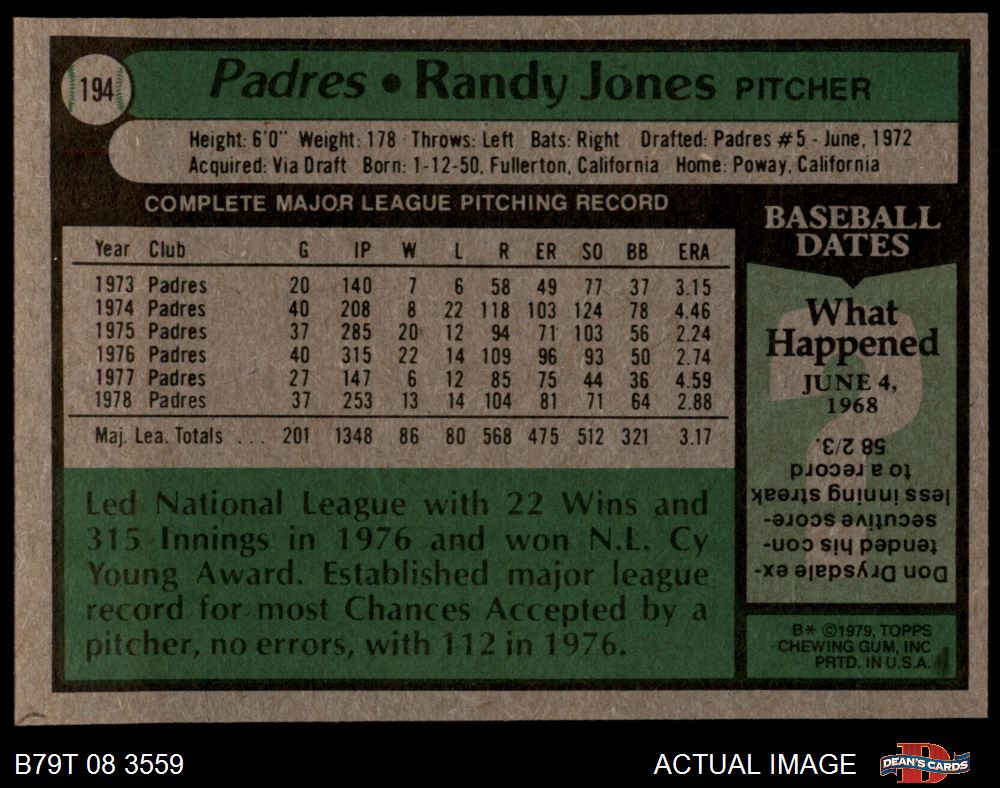 194
Padres • Randy Jones PITCHER
Height: 6'0" Weight: 178 Throws: Left Bats: Right Drafted: Padres #5 - June, 1972
Acquired: Via Draft Born: 1-12-50, Fullerton, California Home: Poway, California
COMPLETE MAJOR LEAGUE PITCHING RECORD
Year Club G IP W L R ER SO BB ERA
1973 Padres 20 140 7 6 58 49 77 37 3.15
1974 Padres 40 208 8 22 118 103 124 78 4.46
1975 Padres 37 285 20 12 94 71 103 56 2.24
1976 Padres 40 315 22 14 109 96 93 50 2.74
1977 Padres 27 147 6 12 85 75 44 36 4.59
1978 Padres 37 253 13 14 104 81 71 64 2.88
Maj. Lea. Totals ... 201 1348 86 80 568 475 512 321 3.17
Led National League with 22 Wins and
315 Innings in 1976 and won N.L. Cy
Young Award. Established major league
record for most Chances Accepted by a
pitcher, no errors, with 112 in 1976.
BASEBALL
DATES
What
Happened
JUNE 4,
1968
Don Drysdale ex-
tended his con-
secutive score-
less inning streak
to a record
58 2/3.
B* ©1979, TOPPS
CHEWING GUM, INC
PRTD. IN U.S.A.
B79T 08 3559
ACTUAL IMAGE
DEAN'S CARDS